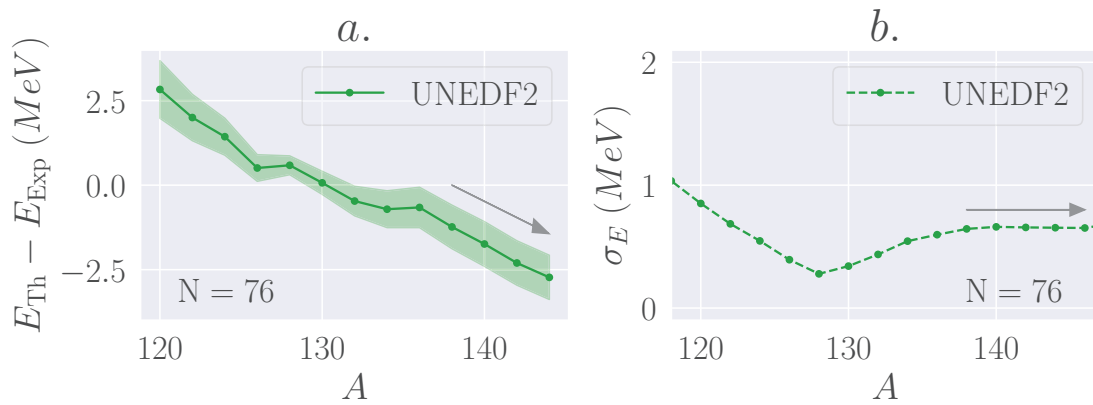 a.
E_Th − E_Exp (MeV)
2.5
0.0
−2.5
UNEDF2
N = 76
120
130
140
A
b.
σ_E (MeV)
2
1
0
UNEDF2
N = 76
120
130
140
A